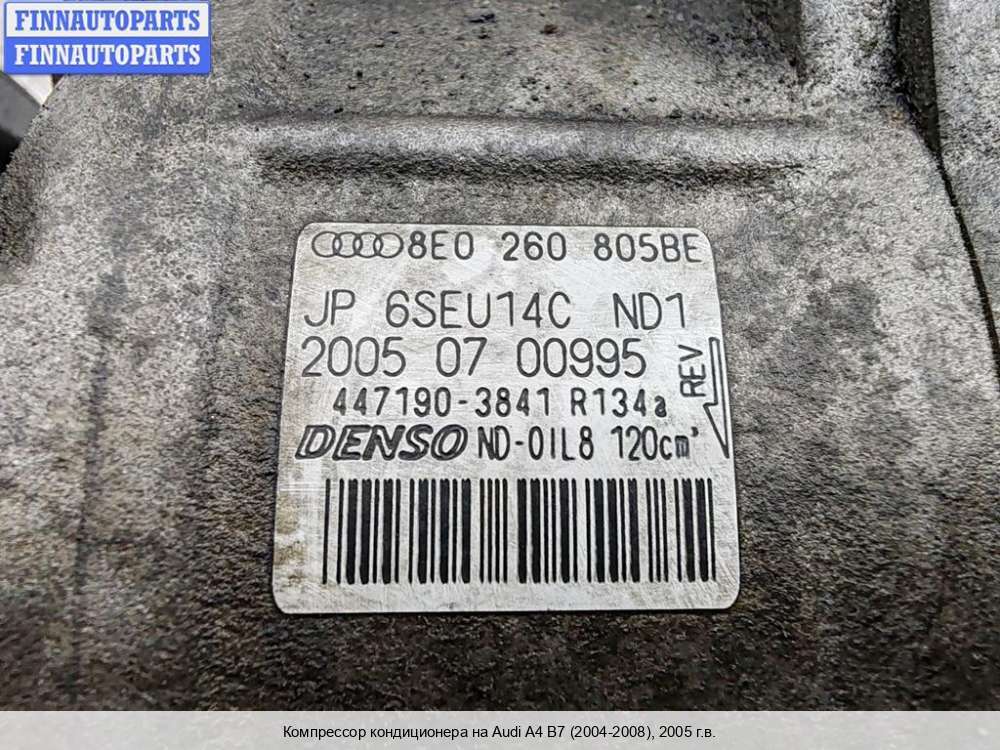 FINNAUTOPARTS
FINNAUTOPARTS
8E0 260 805BE
JP 6SEU14C ND1
2005 07 00995
REV
447190-3841 R134a
DENSO ND-OIL8 120cm³
Компрессор кондиционера на Audi A4 B7 (2004-2008), 2005 г.в.